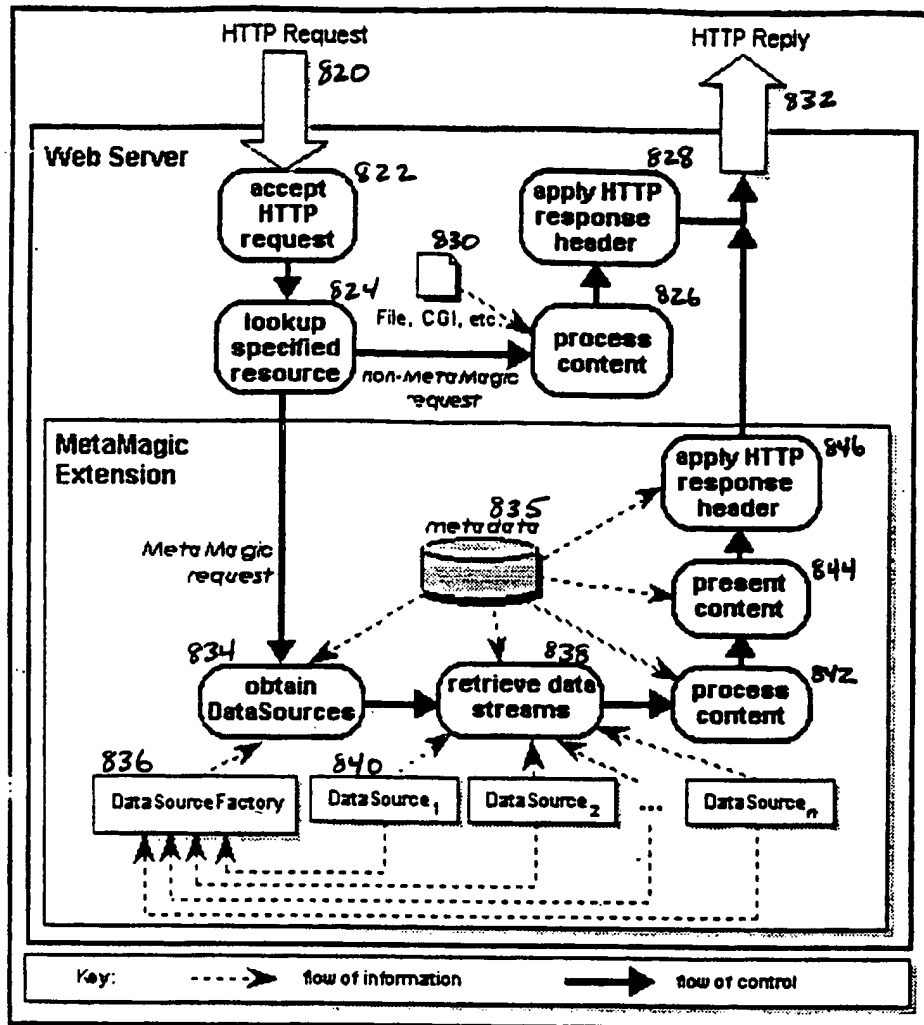 HTTP Request
820
HTTP Reply
832
Web Server
822
accept
HTTP
request
828
apply HTTP
response
header
830
File, CGI, etc.
824
lookup
specified
resource
826
process
content
non-MetaMagic
request
MetaMagic
Extension
846
apply HTTP
response
header
835
metadata
MetaMagic
request
844
present
content
834
obtain
DataSources
838
retrieve data
streams
842
process
content
836
DataSourceFactory
840
DataSource1
DataSource2
...
DataSourcen
Key:
flow of information
flow of control